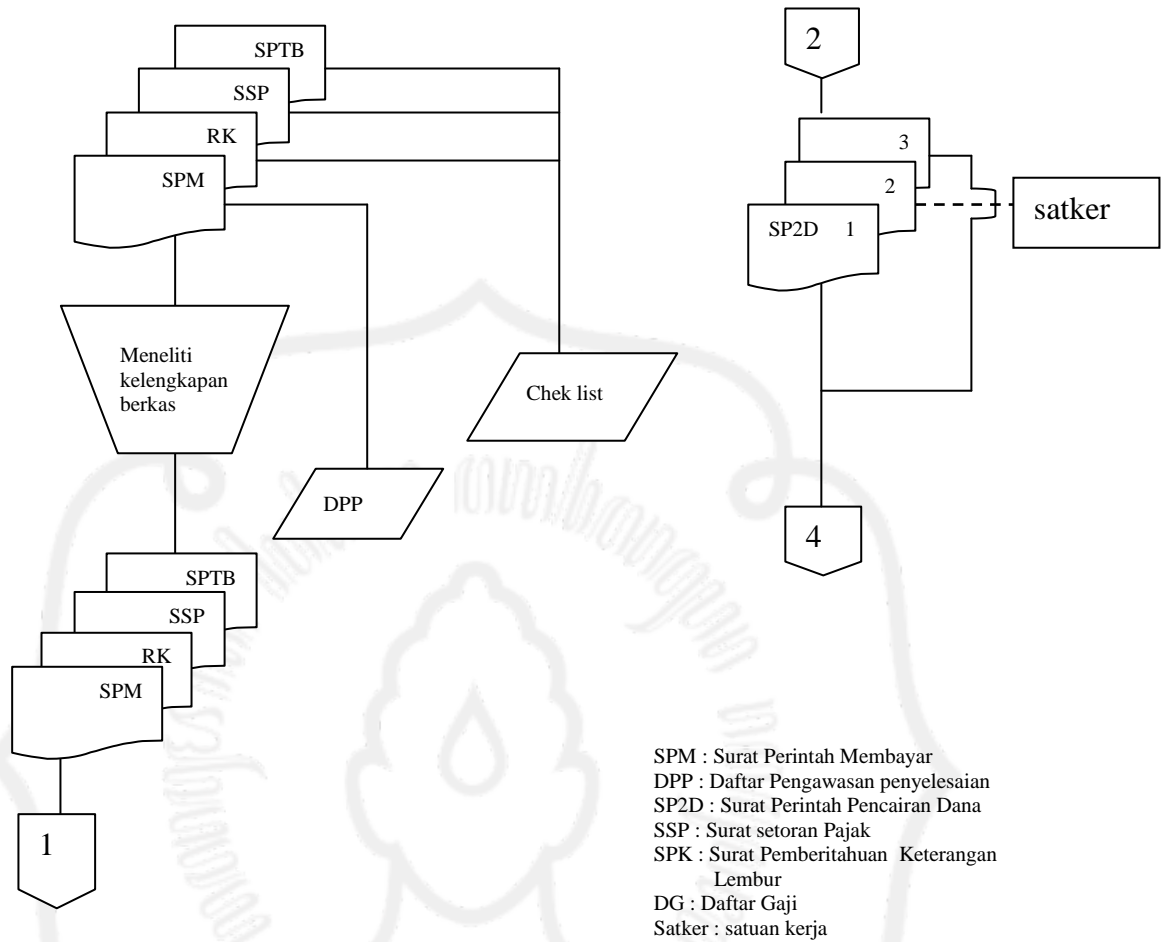 SPTB
SSP
RK
SPM
Meneliti
kelengkapan
berkas
Chek list
DPP
SPTB
SSP
RK
SPM
1
2
3
2
SP2D 1
satker
4
SPM : Surat Perintah Membayar
DPP : Daftar Pengawasan penyelesaian
SP2D : Surat Perintah Pencairan Dana
SSP : Surat setoran Pajak
SPK : Surat Pemberitahuan Keterangan
Lembur
DG : Daftar Gaji
Satker : satuan kerja